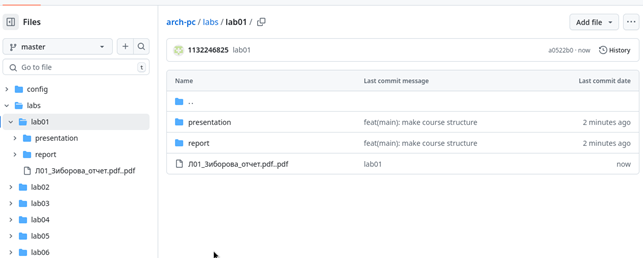 Files
master
Go to file
t
config
labs
lab01
presentation
report
Л01_Зиборова_отчет.pdf..pdf
lab02
lab03
lab04
lab05
lab06
arch-pc / labs / lab01 /
Add file
1132246825 lab01
a0522b0 · now
History
Name Last commit message Last commit date
..
presentation feat(main): make course structure 2 minutes ago
report feat(main): make course structure 2 minutes ago
Л01_Зиборова_отчет.pdf..pdf lab01 now